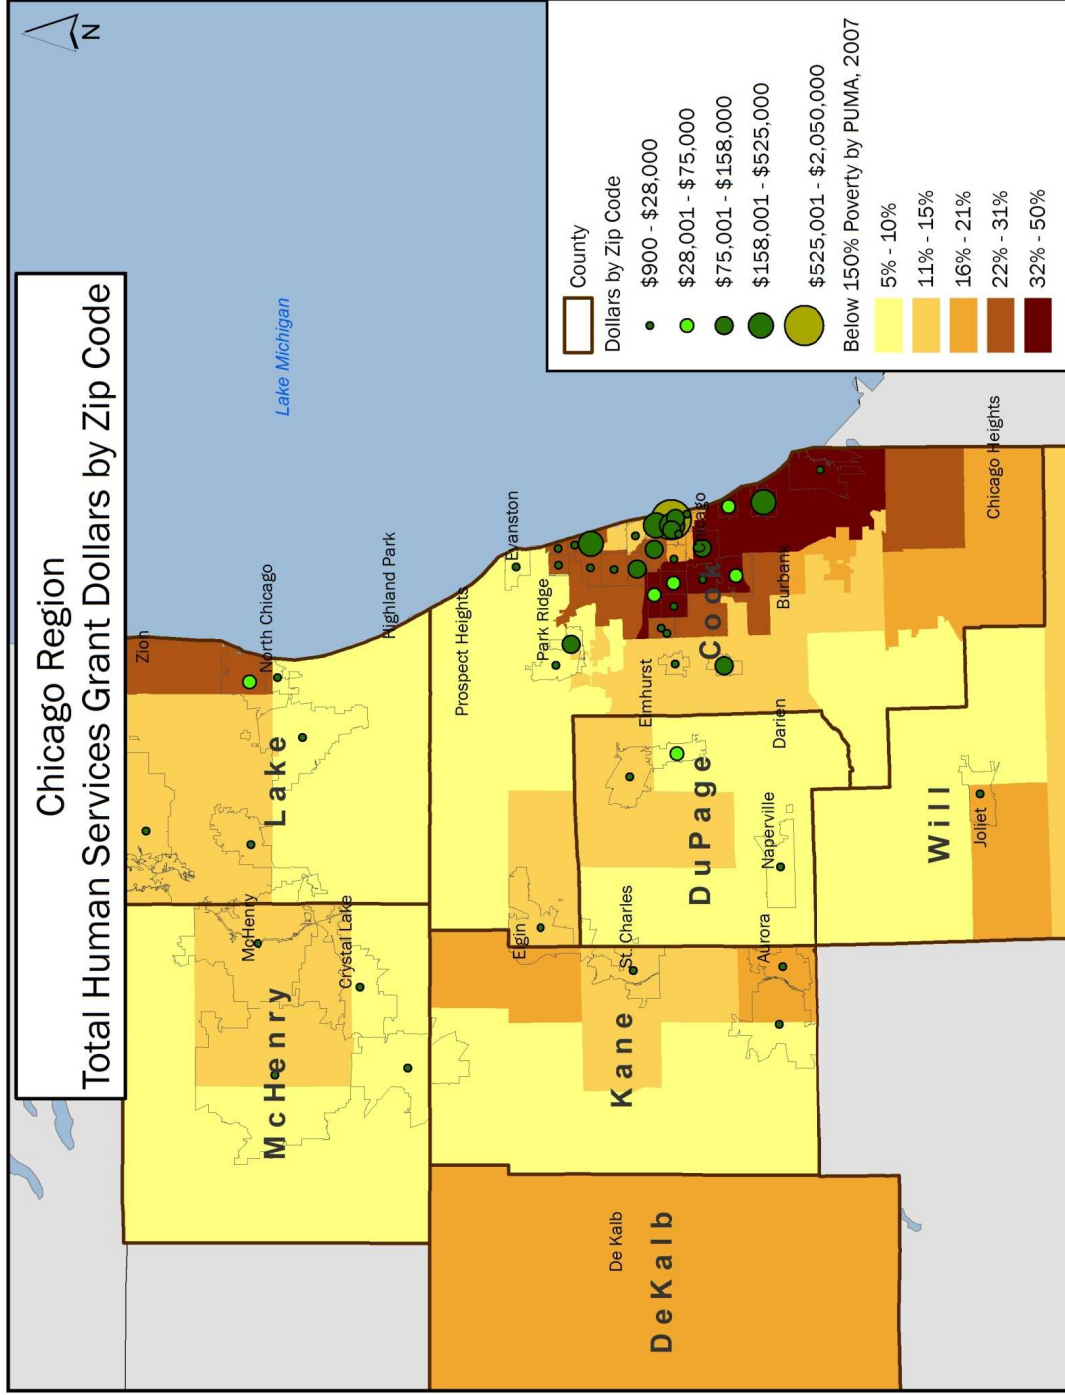 Chicago Region
Total Human Services Grant Dollars by Zip Code
N
Lake Michigan
Zion
North Chicago
Highland Park
Lake
McHenry
Crystal Lake
McHenry
Prospect Heights
Evanston
Park Ridge
Elgin
Elmhurst
St. Charles
Kane
De Kalb
DeKalb
DuPage
Chicago
Cook
Burbank
Darien
Naperville
Aurora
Will
Joliet
Chicago Heights
County
Dollars by Zip Code
$900 - $28,000
$28,001 - $75,000
$75,001 - $158,000
$158,001 - $525,000
$525,001 - $2,050,000
Below 150% Poverty by PUMA, 2007
5% - 10%
11% - 15%
16% - 21%
22% - 31%
32% - 50%